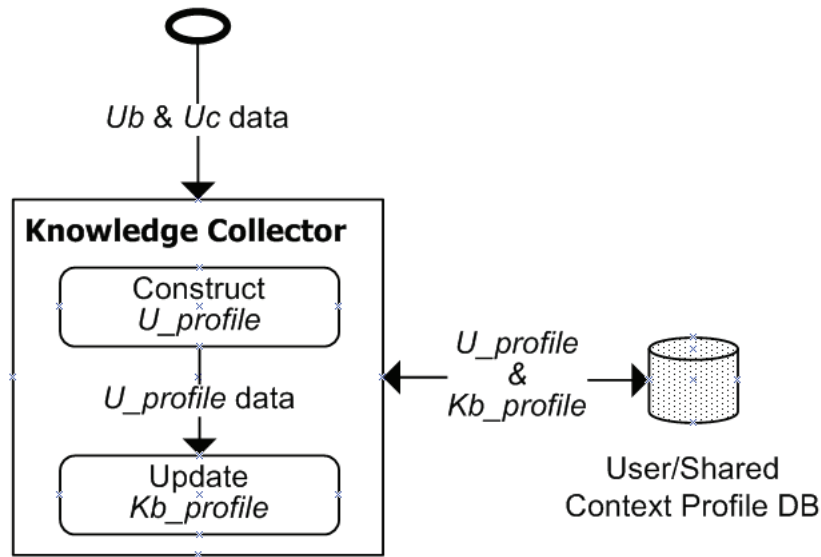 Ub & Uc data
Knowledge Collector
Construct
U_profile
U_profile data
Update
Kb_profile
U_profile
&
Kb_profile
User/Shared
Context Profile DB